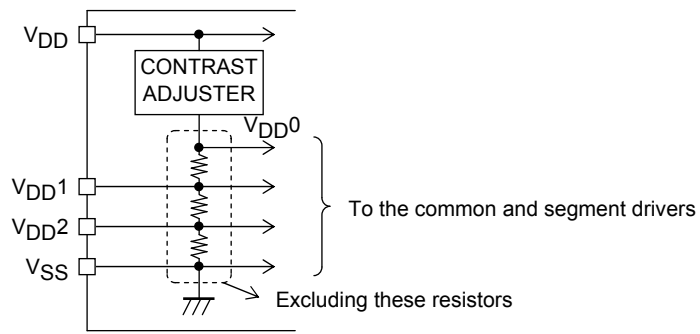 VDD
CONTRAST
ADJUSTER
VDD0
VDD1
VDD2
VSS
To the common and segment drivers
Excluding these resistors